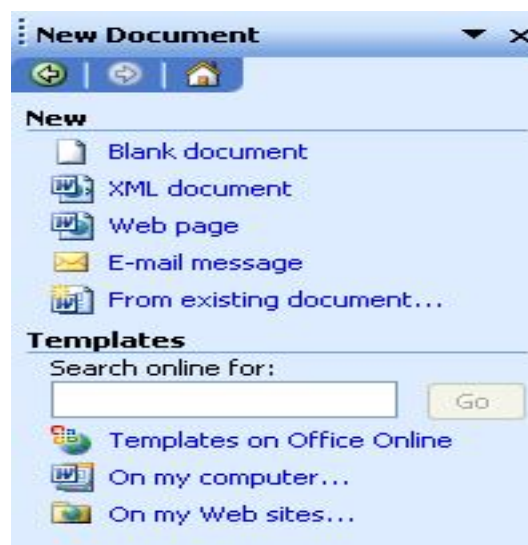 New Document
New
Blank document
XML document
Web page
E-mail message
From existing document...
Templates
Search online for:
Go
Templates on Office Online
On my computer...
On my Web sites...